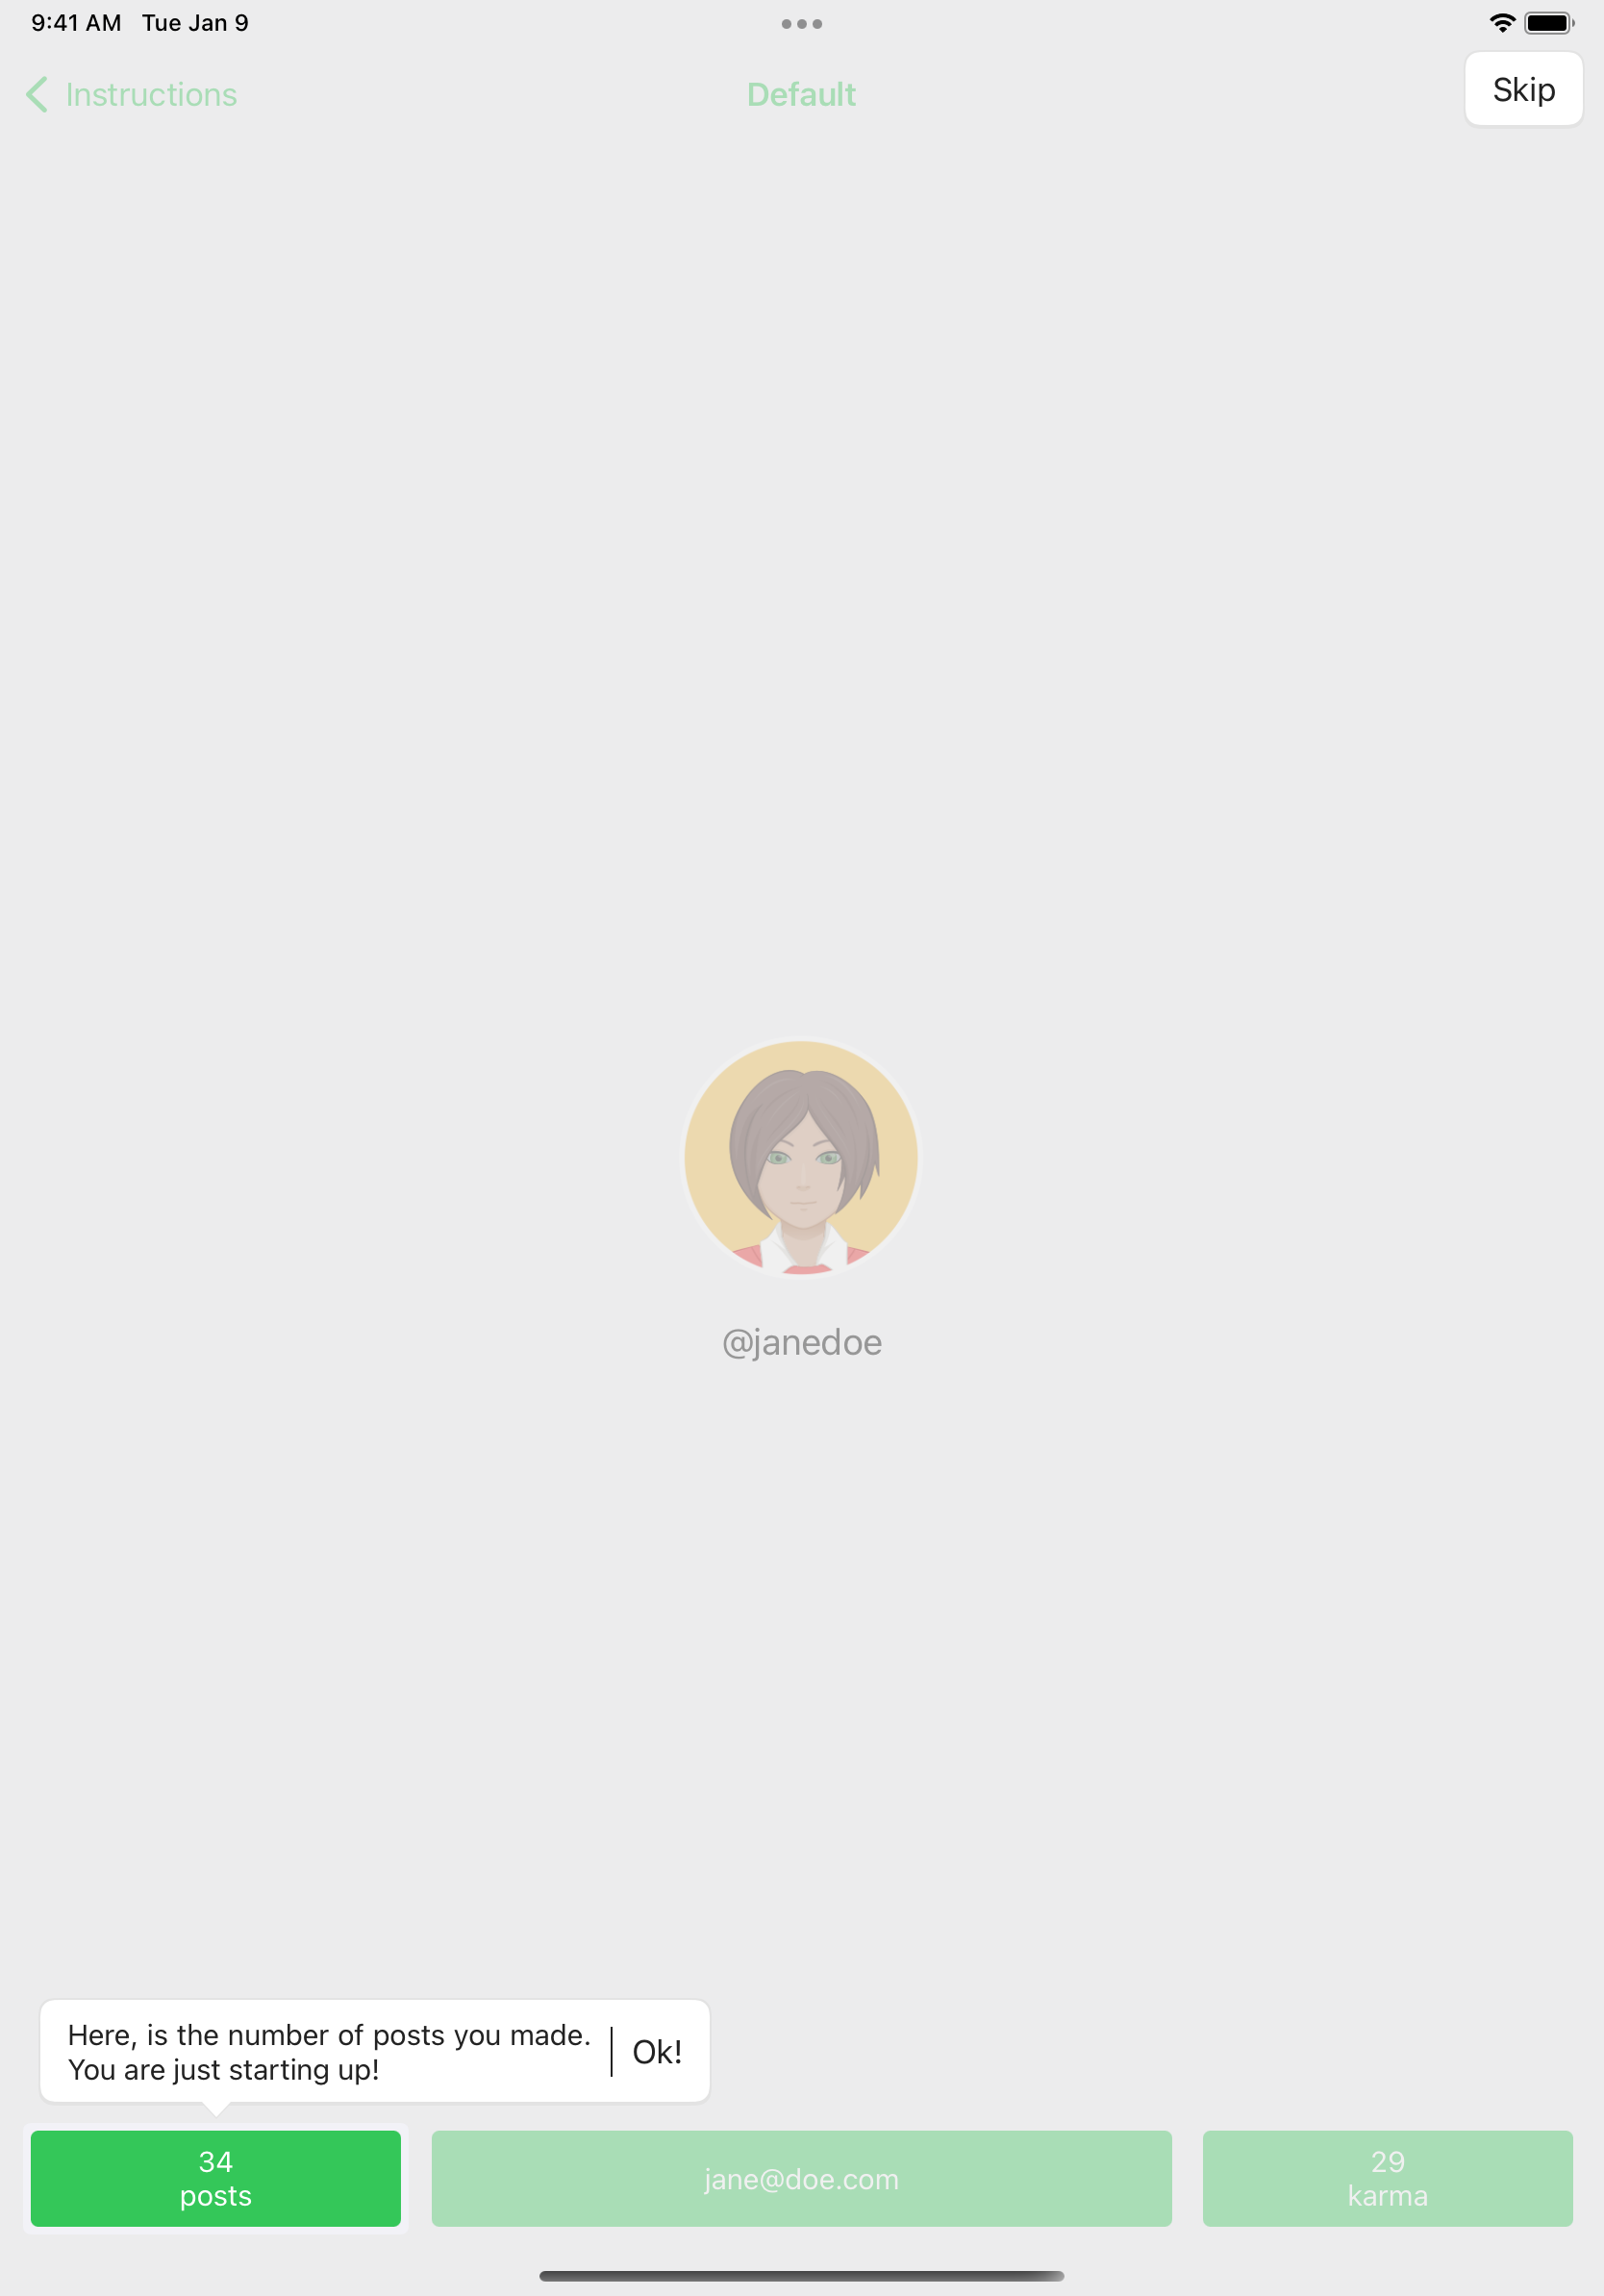 9:41 AM Tue Jan 9
Instructions
Default
Skip
@janedoe
Here, is the number of posts you made.
You are just starting up!
Ok!
34
posts
jane@doe.com
29
karma